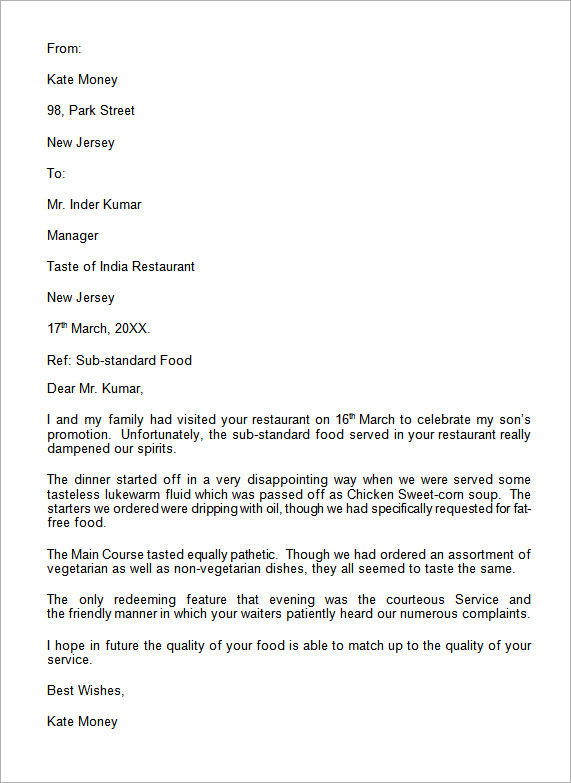 From:
Kate Money
98, Park Street
New Jersey
To:
Mr. Inder Kumar
Manager
Taste of India Restaurant
New Jersey
17th March, 20XX.
Ref: Sub-standard Food
Dear Mr. Kumar,
I and my family had visited your restaurant on 16th March to celebrate my son's
promotion. Unfortunately, the sub-standard food served in your restaurant really
dampened our spirits.
The dinner started off in a very disappointing way when we were served some
tasteless lukewarm fluid which was passed off as Chicken Sweet-corn soup. The
starters we ordered were dripping with oil, though we had specifically requested for fat-
free food.
The Main Course tasted equally pathetic. Though we had ordered an assortment of
vegetarian as well as non-vegetarian dishes, they all seemed to taste the same.
The only redeeming feature that evening was the courteous Service and
the friendly manner in which your waiters patiently heard our numerous complaints.
I hope in future the quality of your food is able to match up to the quality of your
service.
Best Wishes,
Kate Money